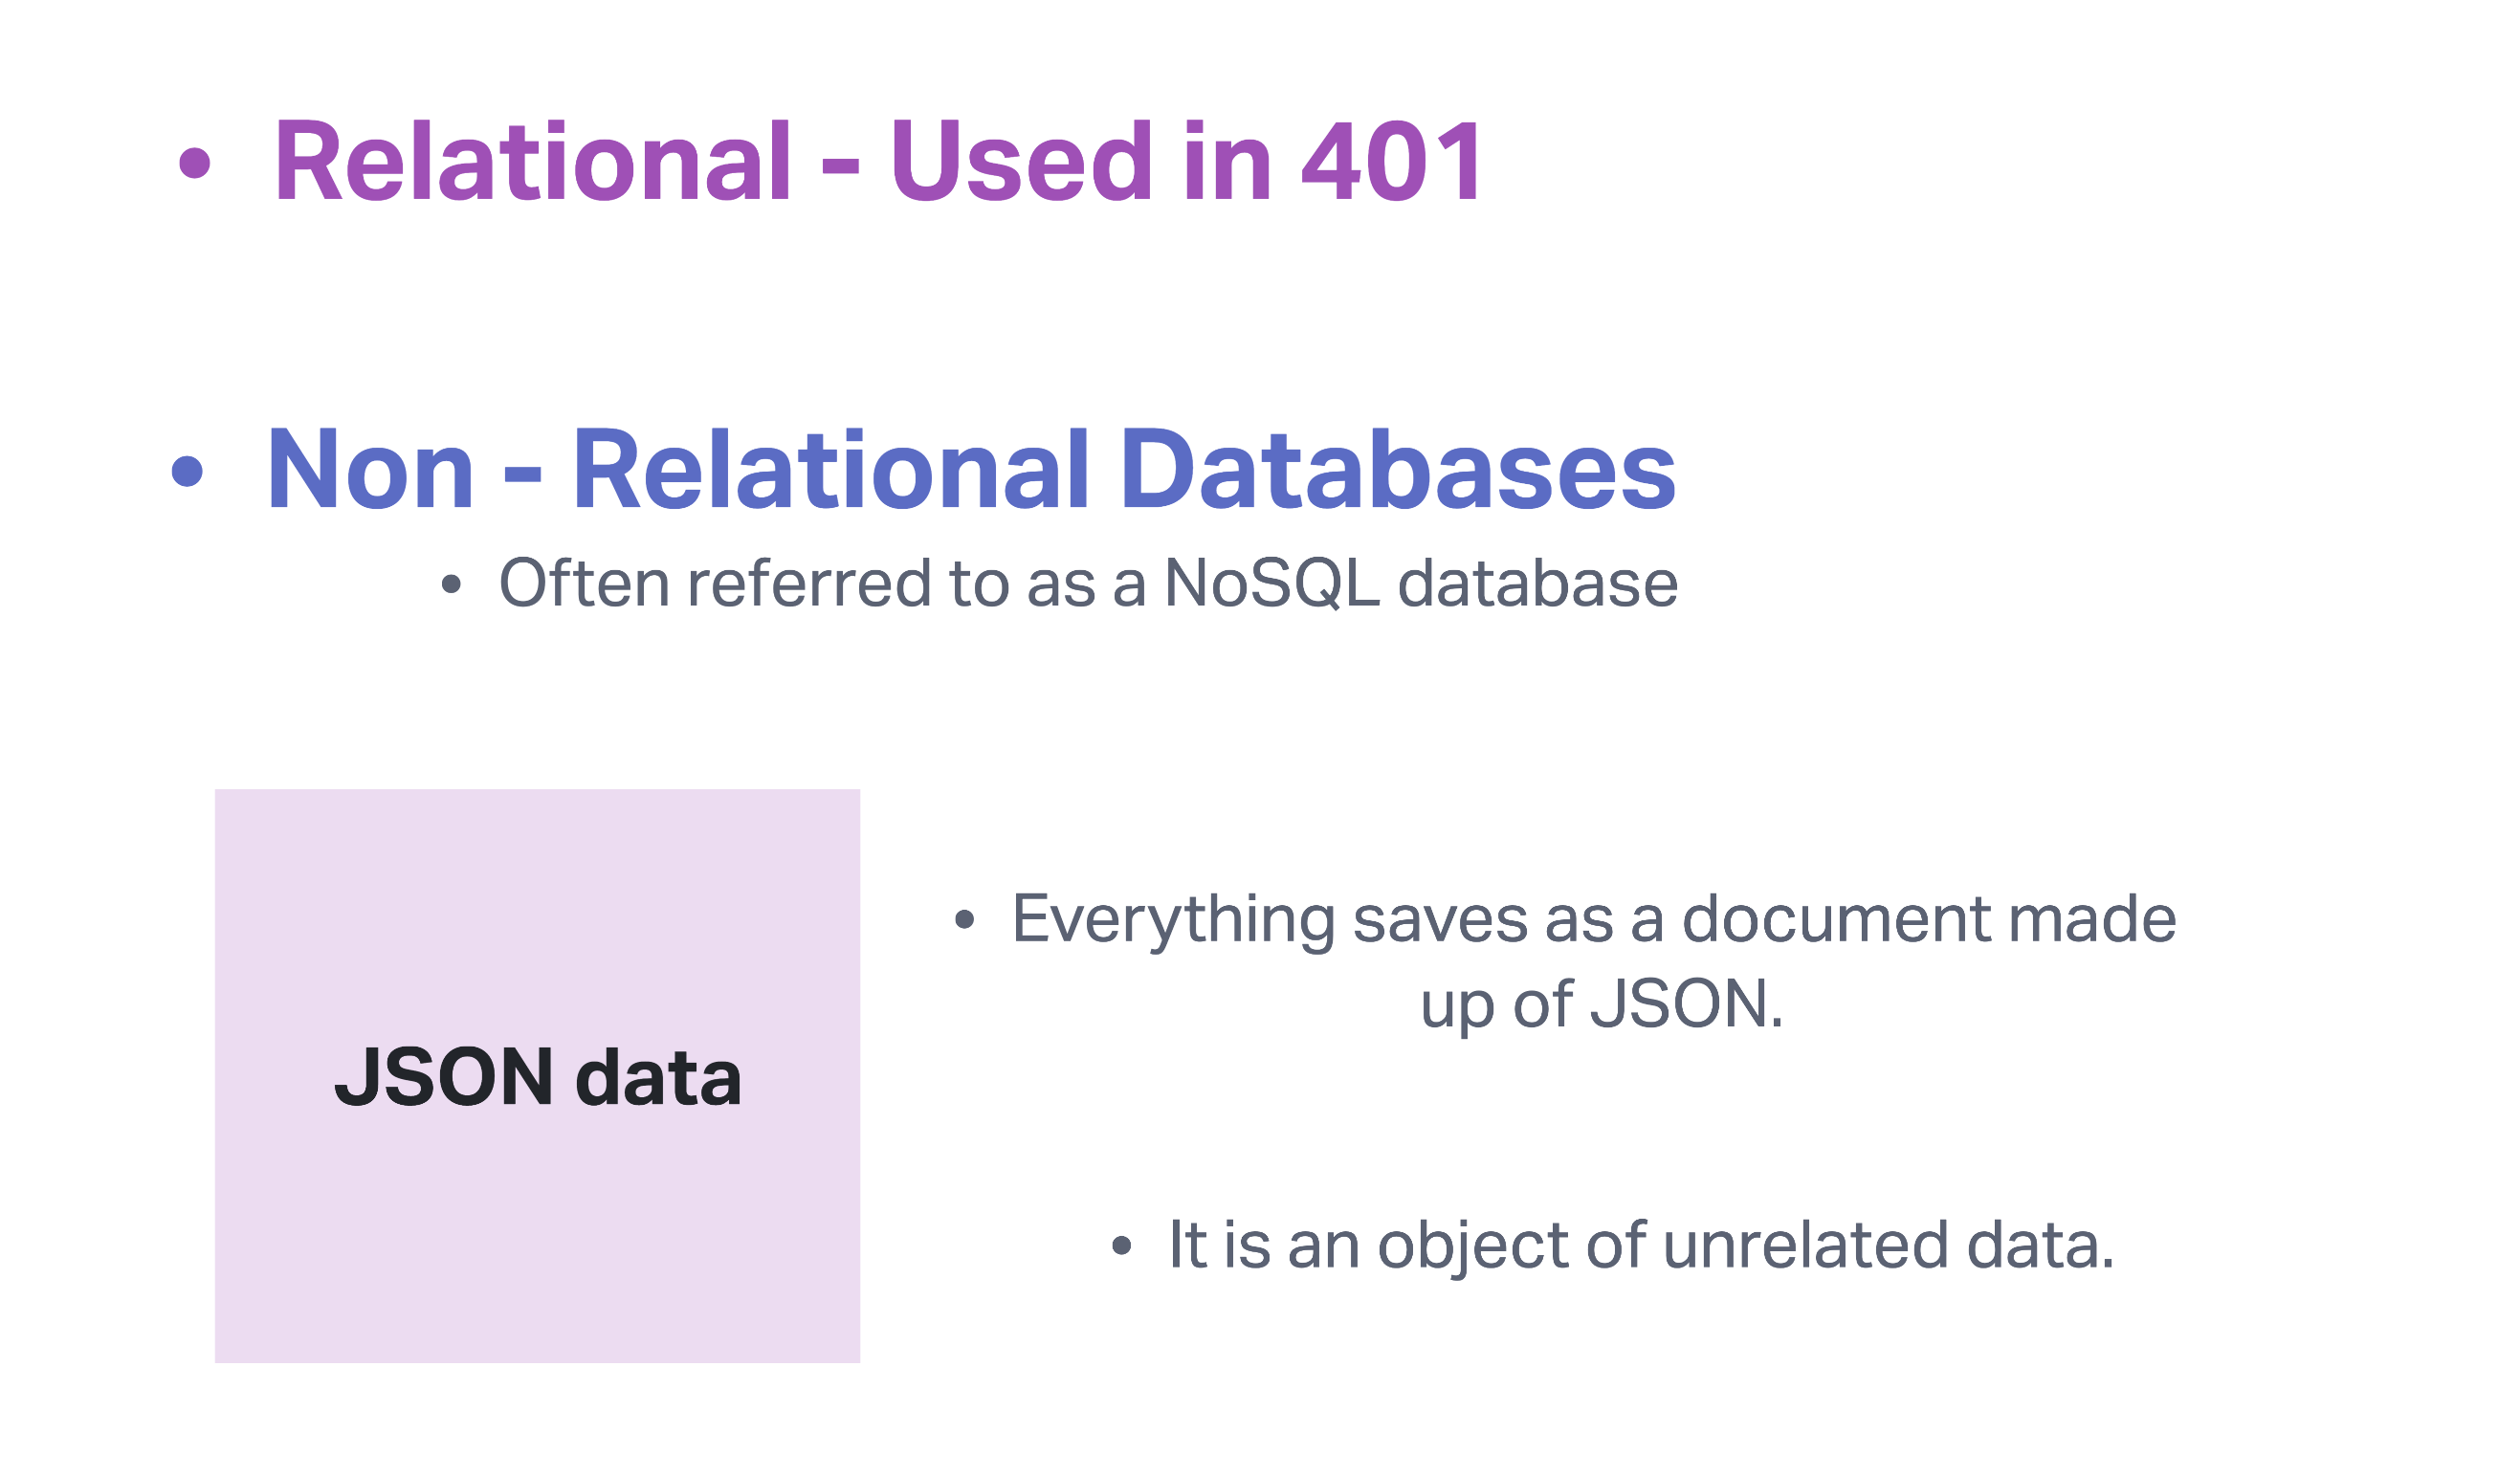 • Relational - Used in 401
• Non - Relational Databases
• Often referred to as a NoSQL database
JSON data
• Everything saves as a document made
up of JSON.
• It is an object of unrelated data.